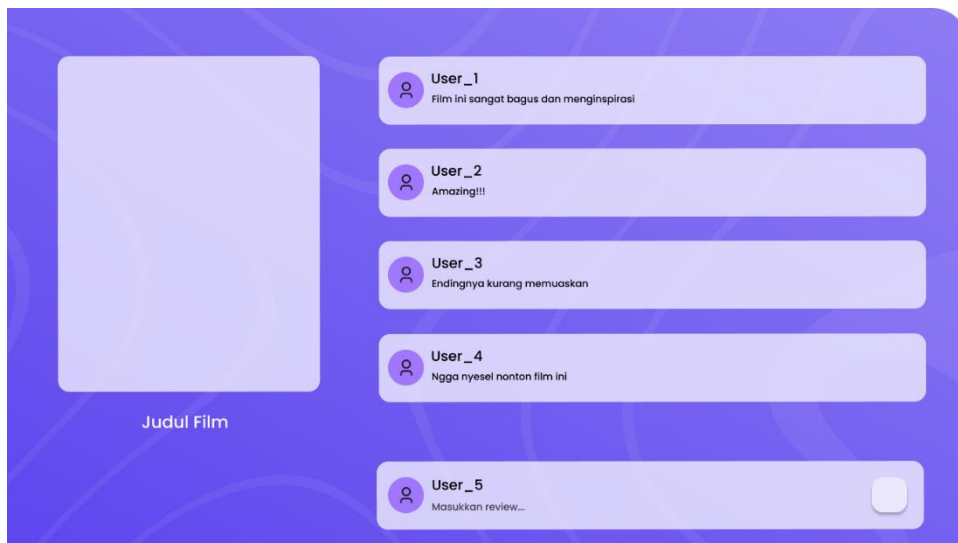 User_1
Film ini sangat bagus dan menginspirasi
User_2
Amazing!!!
User_3
Endingnya kurang memuaskan
User_4
Ngga nyesel nonton film ini
Judul Film
User_5
Masukkan review...